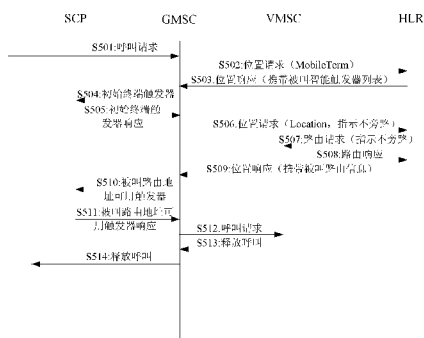 SCP GMSC VMSC HLR
S501:呼叫请求
S502:位置请求（MobileTerm）
S503:位置响应（携带被叫智能触发器列表）
S504:初始终端触发器
S505:初始终端触
发器响应
S506:位置请求（Location，指示不旁路）
S507:路由请求（指示不旁路）
S508:路由响应
S509:位置响应（携带被叫路由信息）
S510:被叫路由地
址可用触发器
S511:被叫路由地址可
用触发器响应
S512:呼叫请求
S513:释放呼叫
S514:释放呼叫